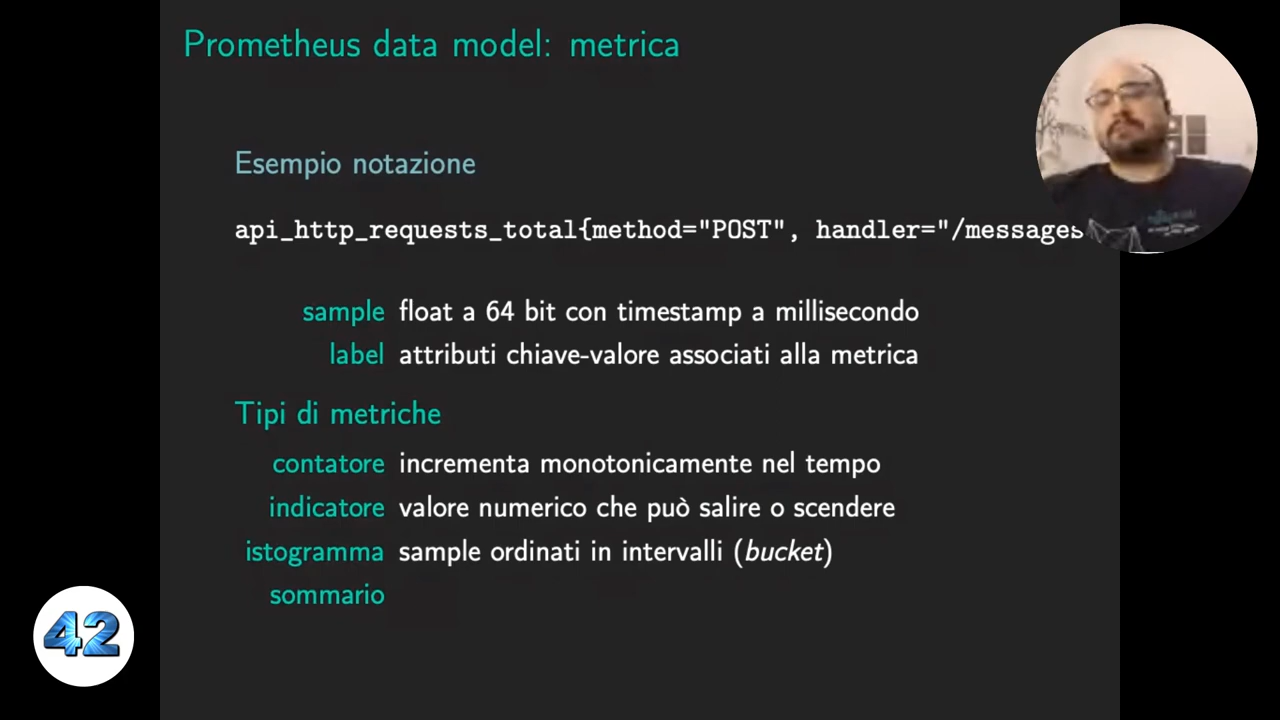 Prometheus data model: metrica
Esempio notazione
api_http_requests_total{method="POST", handler="/messages
sample float a 64 bit con timestamp a millisecondo
label attributi chiave-valore associati alla metrica
Tipi di metriche
contatore incrementa monotonicamente nel tempo
indicatore valore numerico che può salire o scendere
istogramma sample ordinati in intervalli (bucket)
sommario
42